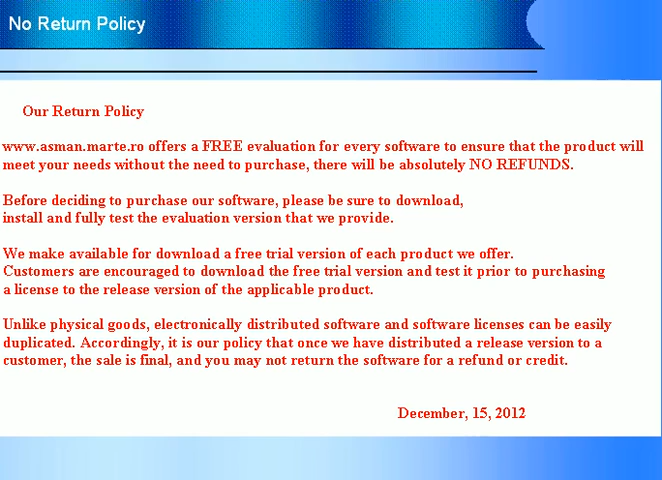 No Return Policy
Our Return Policy
www.asman.marte.ro offers a FREE evaluation for every software to ensure that the product will
meet your needs without the need to purchase, there will be absolutely NO REFUNDS.
Before deciding to purchase our software, please be sure to download,
install and fully test the evaluation version that we provide.
We make available for download a free trial version of each product we offer.
Customers are encouraged to download the free trial version and test it prior to purchasing
a license to the release version of the applicable product.
Unlike physical goods, electronically distributed software and software licenses can be easily
duplicated. Accordingly, it is our policy that once we have distributed a release version to a
customer, the sale is final, and you may not return the software for a refund or credit.
December, 15, 2012